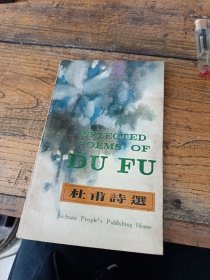 SELECTED
POEMS OF
DU FU
杜甫詩選
Sichuan People's Publishing House